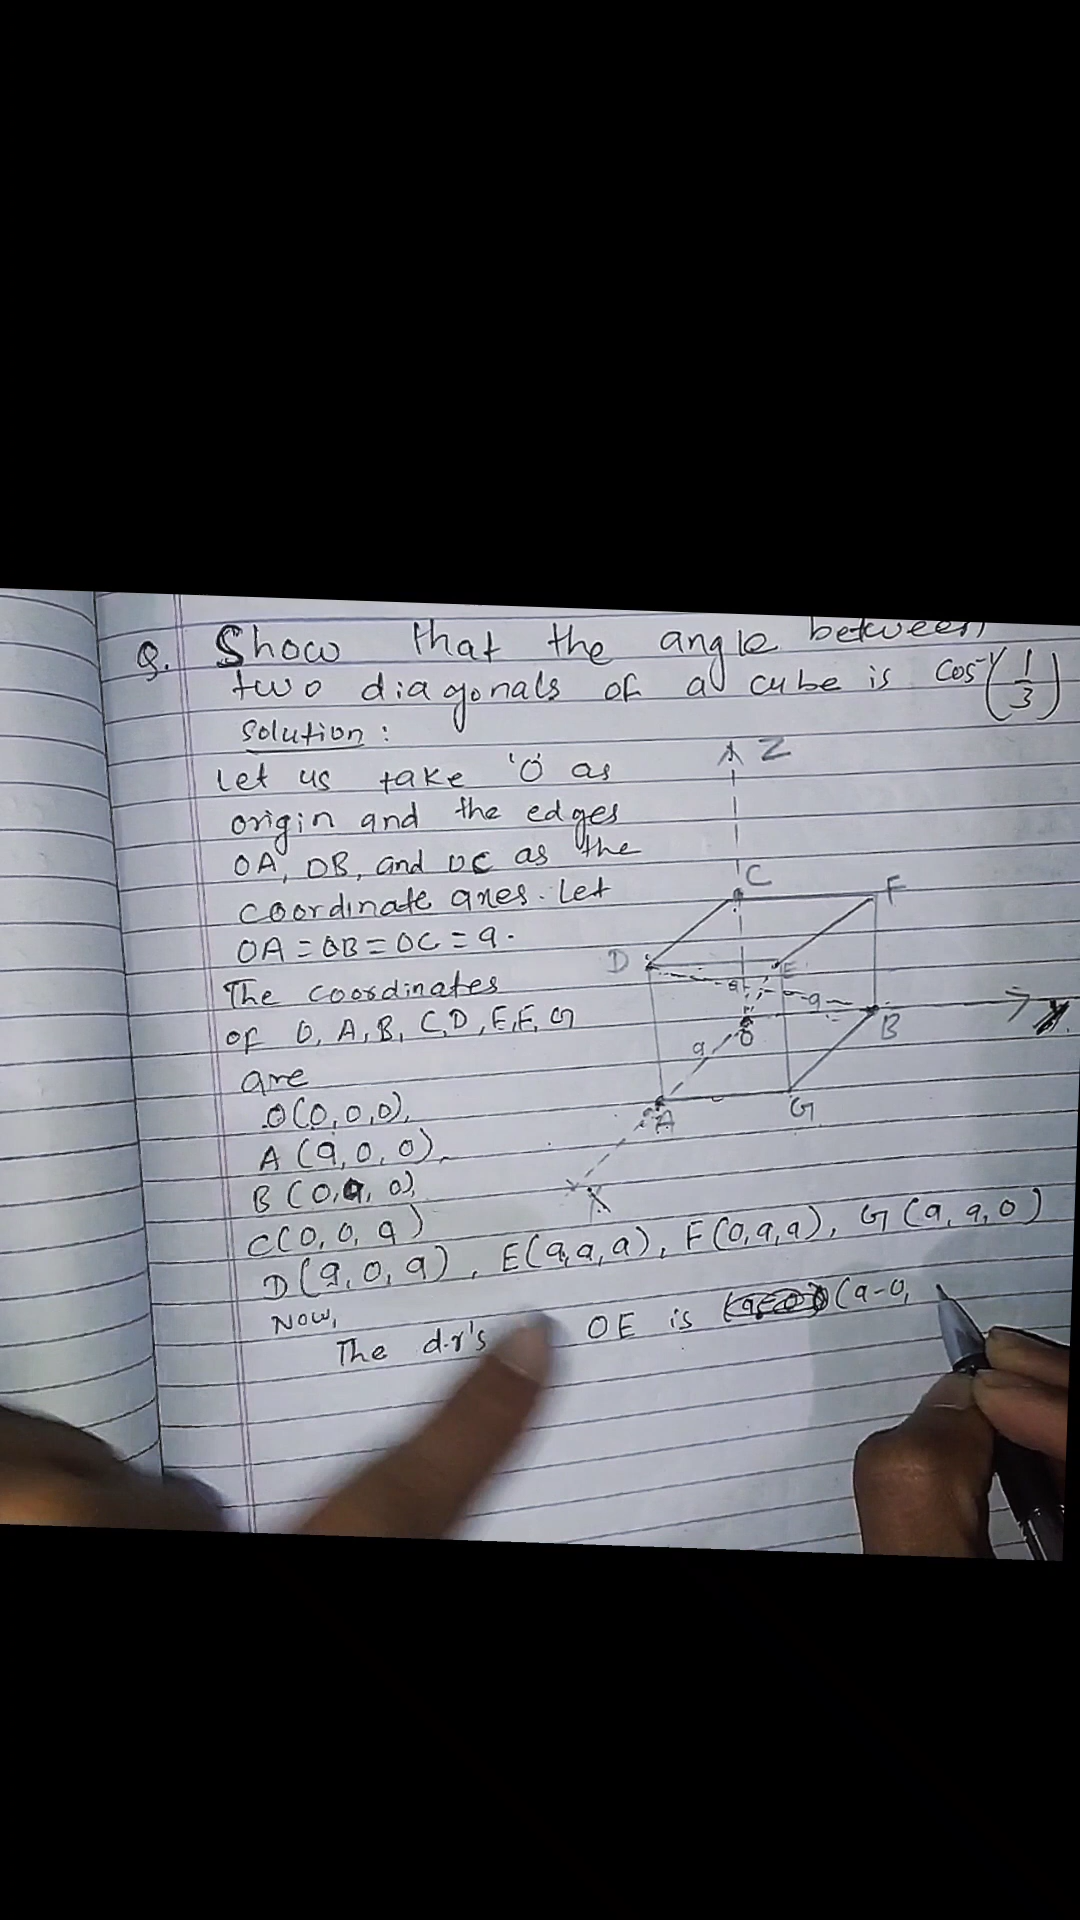 Q. Show that the angle between
two diagonals of a cube is cos⁻¹(1/3)
Solution :
Let us take 'O' as
origin and the edges
OA, OB, and OC as the
coordinate axes. Let
OA = OB = OC = a.
The coordinates
of O, A, B, C, D, E, F, G
are
O(0,0,0),
A (a, 0, 0),
B (0, a, 0),
C(0, 0, a)
D(a, 0, a), E(a, a, a), F(0, a, a), G(a, a, 0)
Now,
The d.r's OE is (a-0,
Z
C
F
D
E
a
a
B
Y
O
a
A
G
X